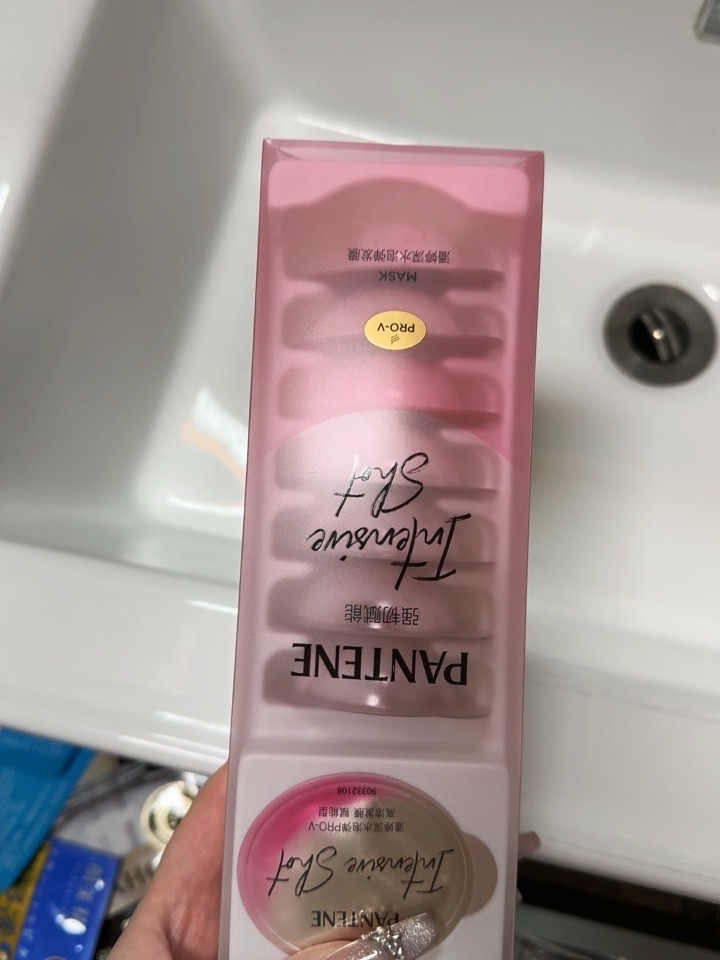 PANTENE
Intensive Shot
潘婷深水泡弹PRO-V
高浓发膜 赋能型
90332108
PANTENE
强韧赋能
Intensive
Shot
PRO-V
MASK
潘婷深水泡弹发膜